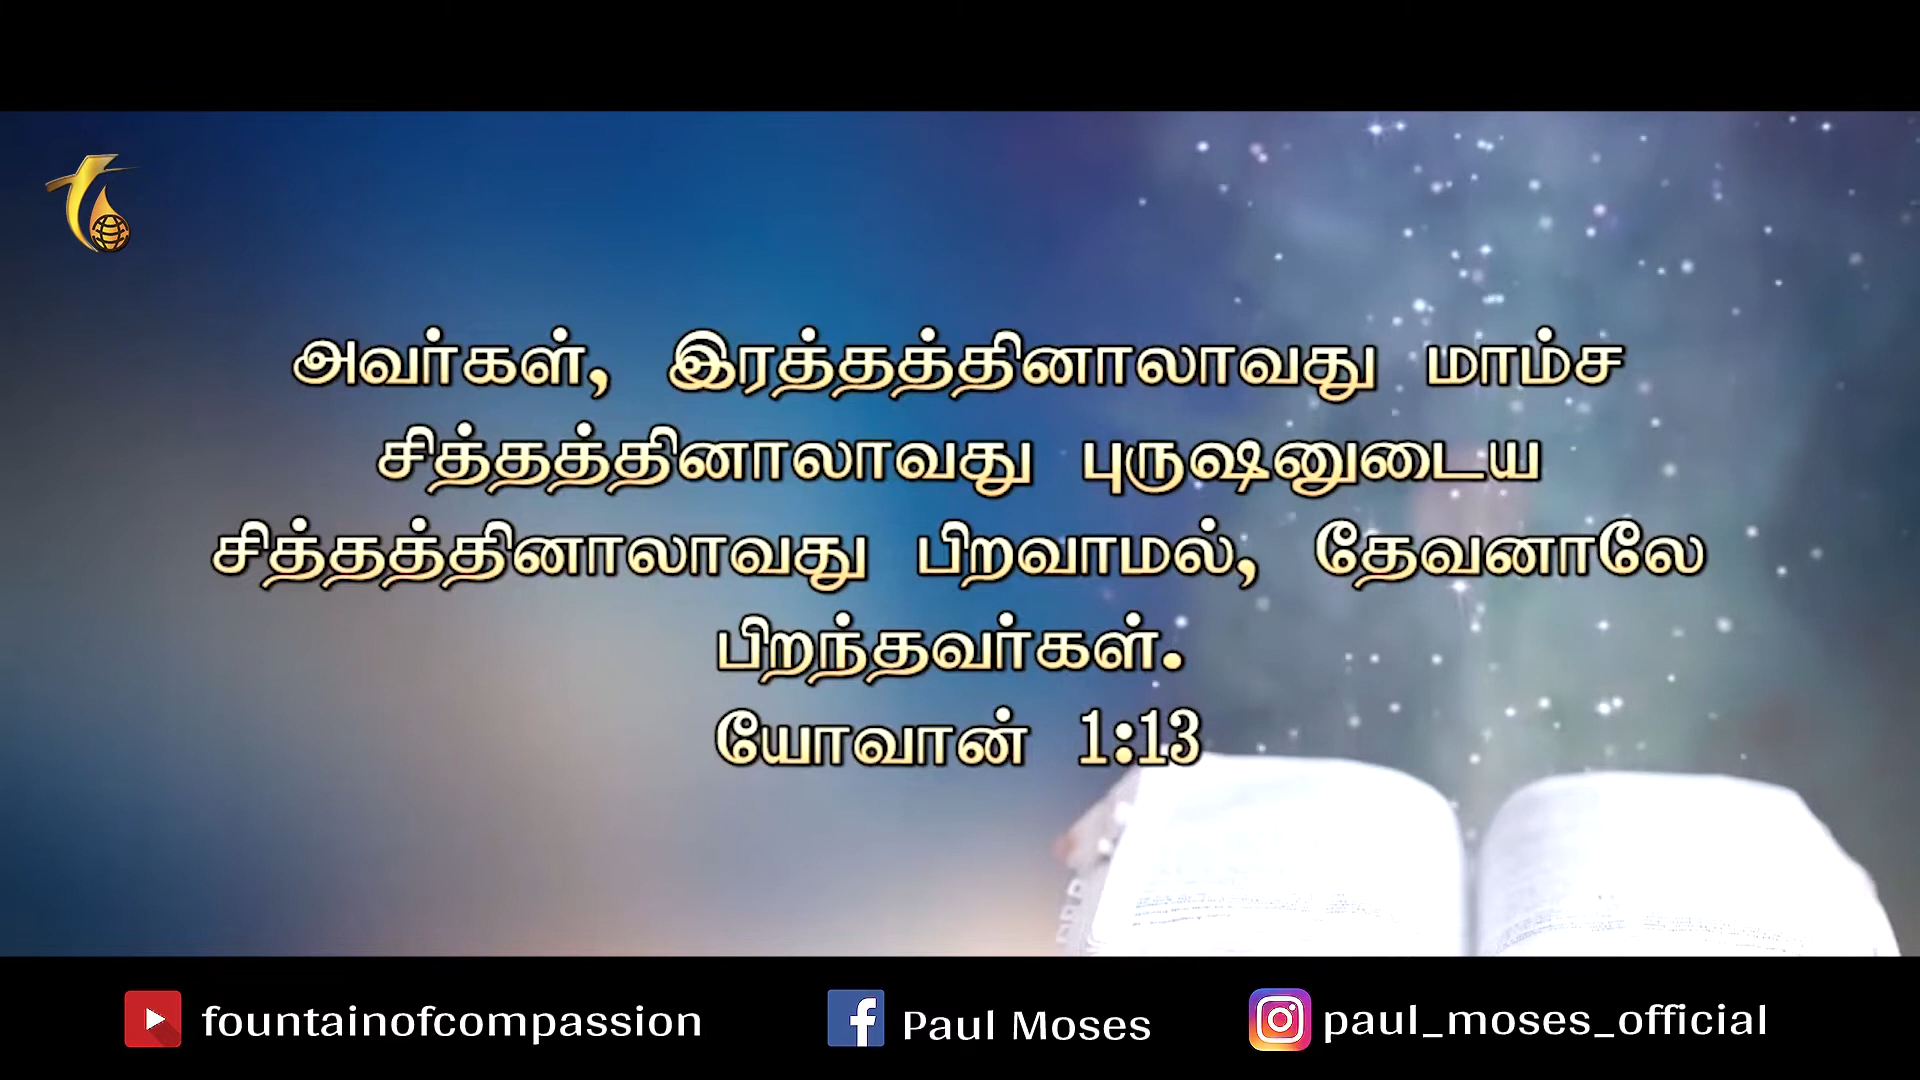 அவர்கள், இரத்தத்தினாலாவது மாம்ச
சித்தத்தினாலாவது புருஷனுடைய
சித்தத்தினாலாவது பிறவாமல், தேவனாலே
பிறந்தவர்கள்.
யோவான் 1:13
fountainofcompassion
Paul Moses
paul_moses_official